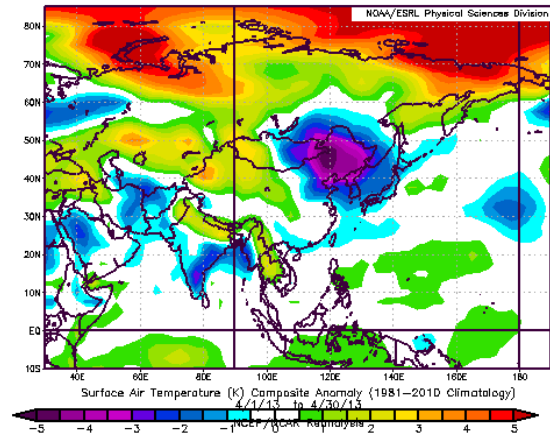 NOAA/ESRL Physical Sciences Division
80N
70N
60N
50N
40N
30N
20N
10N
EQ
10S
40E
60E
80E
100E
120E
140E
160E
180
Surface Air Temperature (K) Composite Anomaly (1981-2010 Climatology)
4/1/13 to 4/30/13
NCEP/NCAR Reanalysis
-5 -4 -3 -2 -1 0 1 2 3 4 5